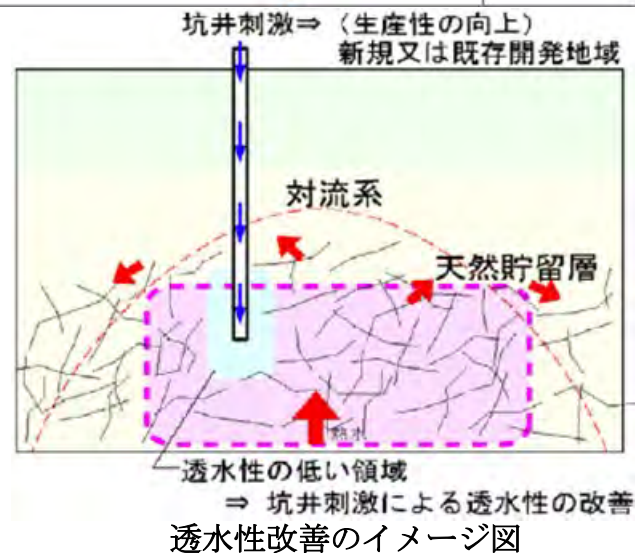 坑井刺激⇒（生産性の向上）
新規又は既存開発地域
対流系
天然貯留層
熱水
透水性の低い領域
⇒ 坑井刺激による透水性の改善
透水性改善のイメージ図